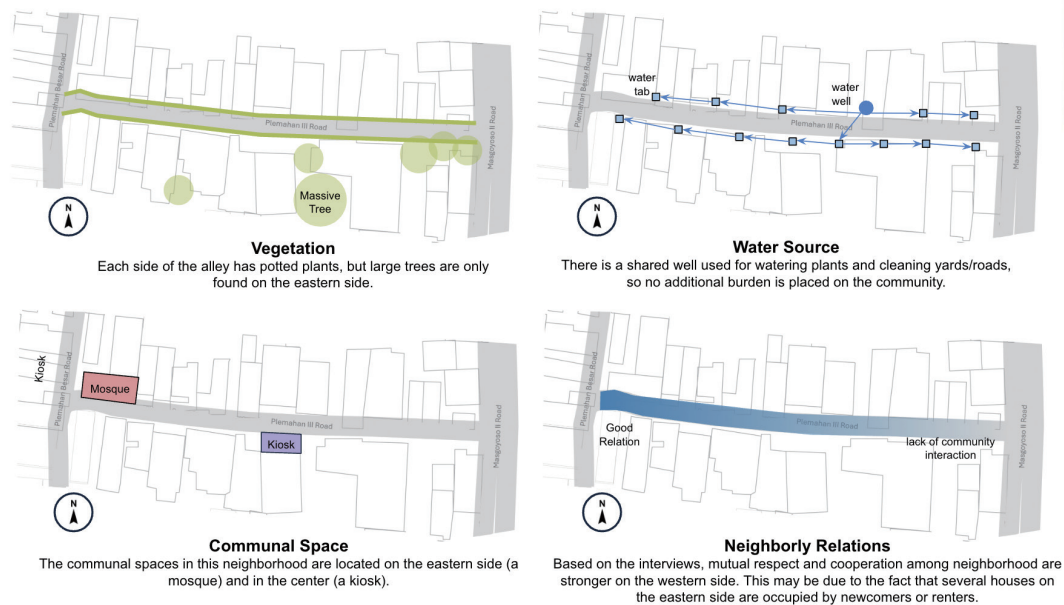 Plemahan Besar Road
Plemahan III Road
Masgoyoso II Road
Massive
Tree
N
Vegetation
Each side of the alley has potted plants, but large trees are only
found on the eastern side.
Plemahan Besar Road
water
tab
water
well
Plemahan III Road
Masgoyoso II Road
N
Water Source
There is a shared well used for watering plants and cleaning yards/roads,
so no additional burden is placed on the community.
Kiosk
Plemahan Besar Road
Mosque
Plemahan III Road
Kiosk
Masgoyoso II Road
N
Communal Space
The communal spaces in this neighborhood are located on the eastern side (a
mosque) and in the center (a kiosk).
Plemahan Besar Road
Good
Relation
Plemahan III Road
lack of community
interaction
Masgoyoso II Road
N
Neighborly Relations
Based on the interviews, mutual respect and cooperation among neighborhood are
stronger on the western side. This may be due to the fact that several houses on
the eastern side are occupied by newcomers or renters.